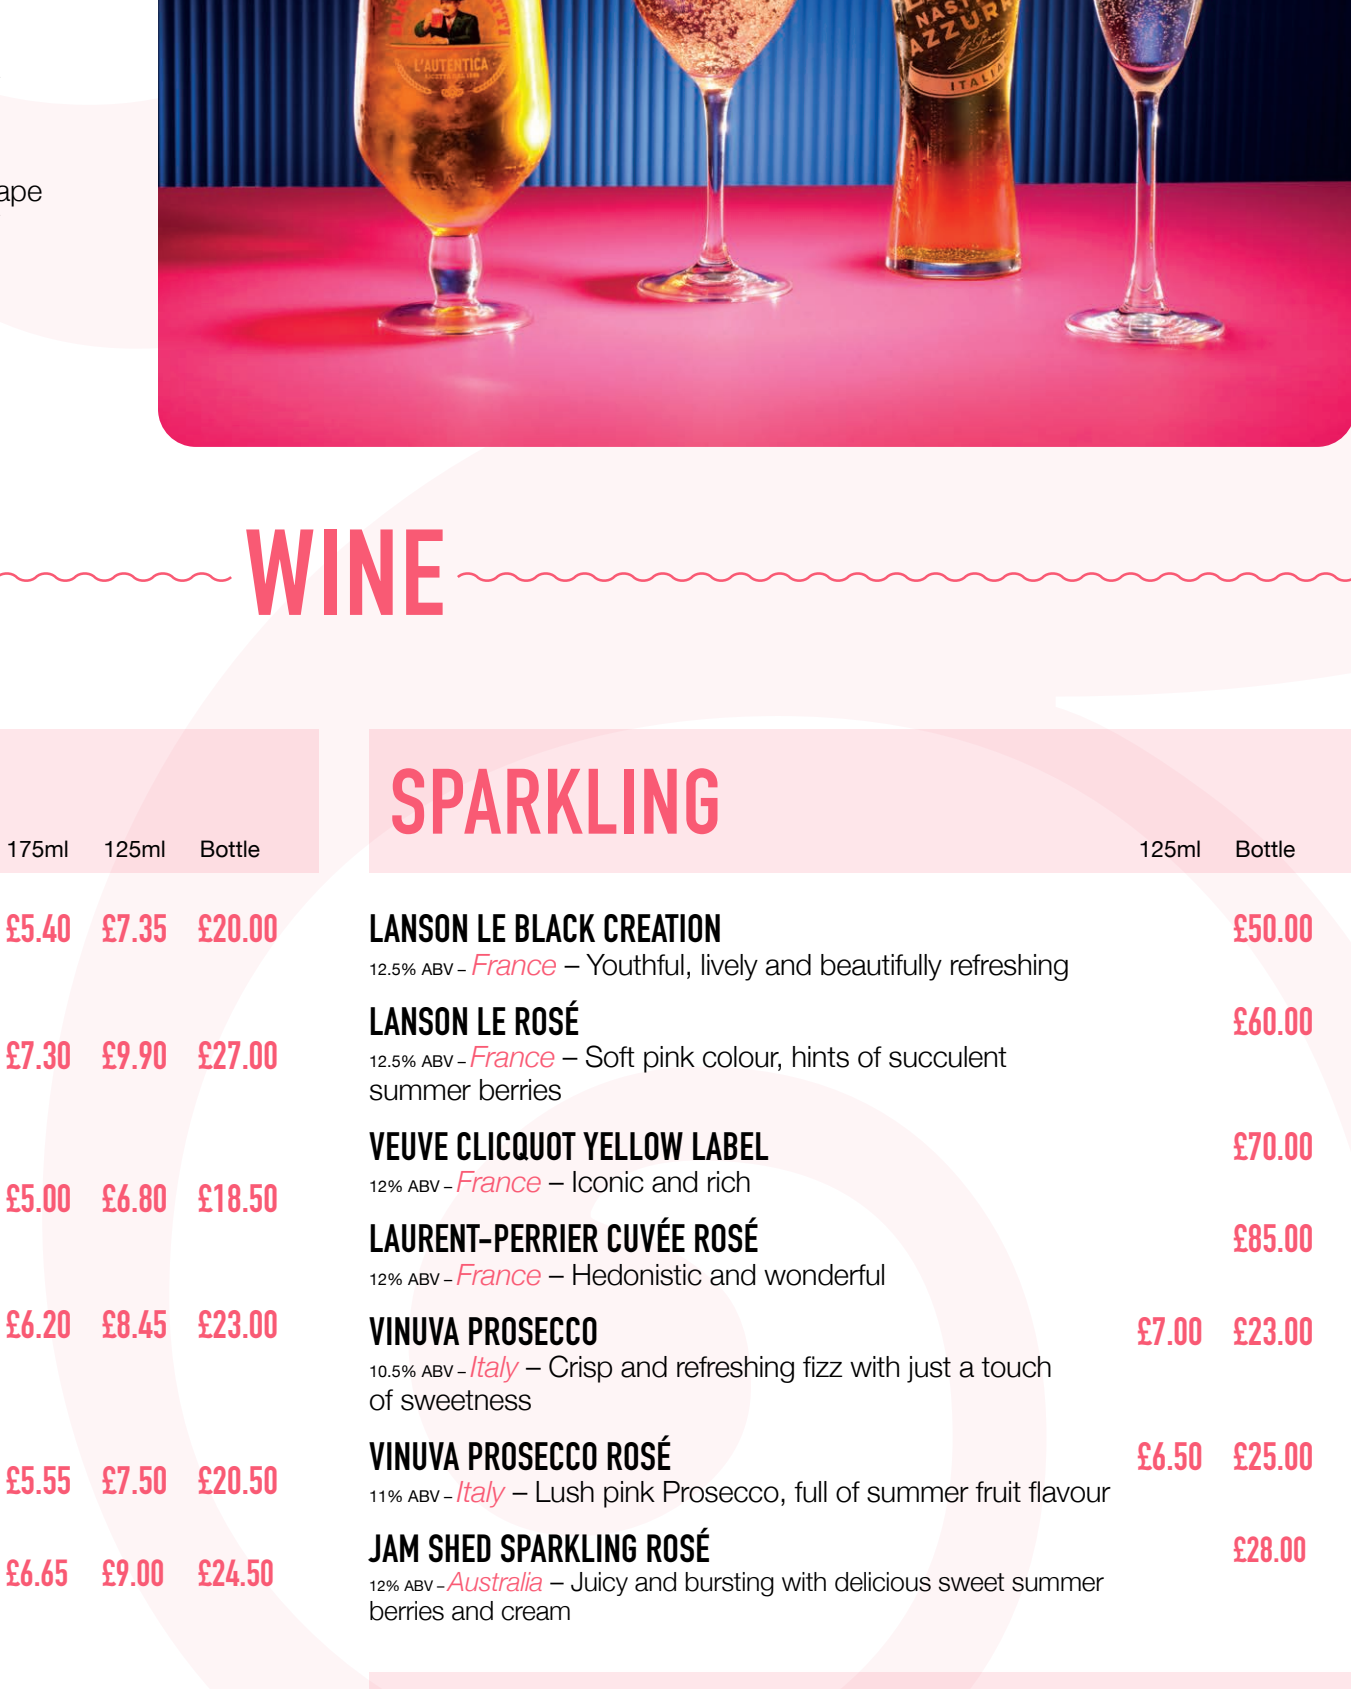 L'AUTENTICA
NASTR
AZZURR
ITALIA
ape
WINE
175ml 125ml Bottle
£5.40 £7.35 £20.00
£7.30 £9.90 £27.00
£5.00 £6.80 £18.50
£6.20 £8.45 £23.00
£5.55 £7.50 £20.50
£6.65 £9.00 £24.50
SPARKLING
125ml Bottle
LANSON LE BLACK CREATION £50.00
12.5% ABV – France – Youthful, lively and beautifully refreshing
LANSON LE ROSÉ £60.00
12.5% ABV – France – Soft pink colour, hints of succulent
summer berries
VEUVE CLICQUOT YELLOW LABEL £70.00
12% ABV – France – Iconic and rich
LAURENT-PERRIER CUVÉE ROSÉ £85.00
12% ABV – France – Hedonistic and wonderful
VINUVA PROSECCO £7.00 £23.00
10.5% ABV – Italy – Crisp and refreshing fizz with just a touch
of sweetness
VINUVA PROSECCO ROSÉ £6.50 £25.00
11% ABV – Italy – Lush pink Prosecco, full of summer fruit flavour
JAM SHED SPARKLING ROSÉ £28.00
12% ABV – Australia – Juicy and bursting with delicious sweet summer
berries and cream